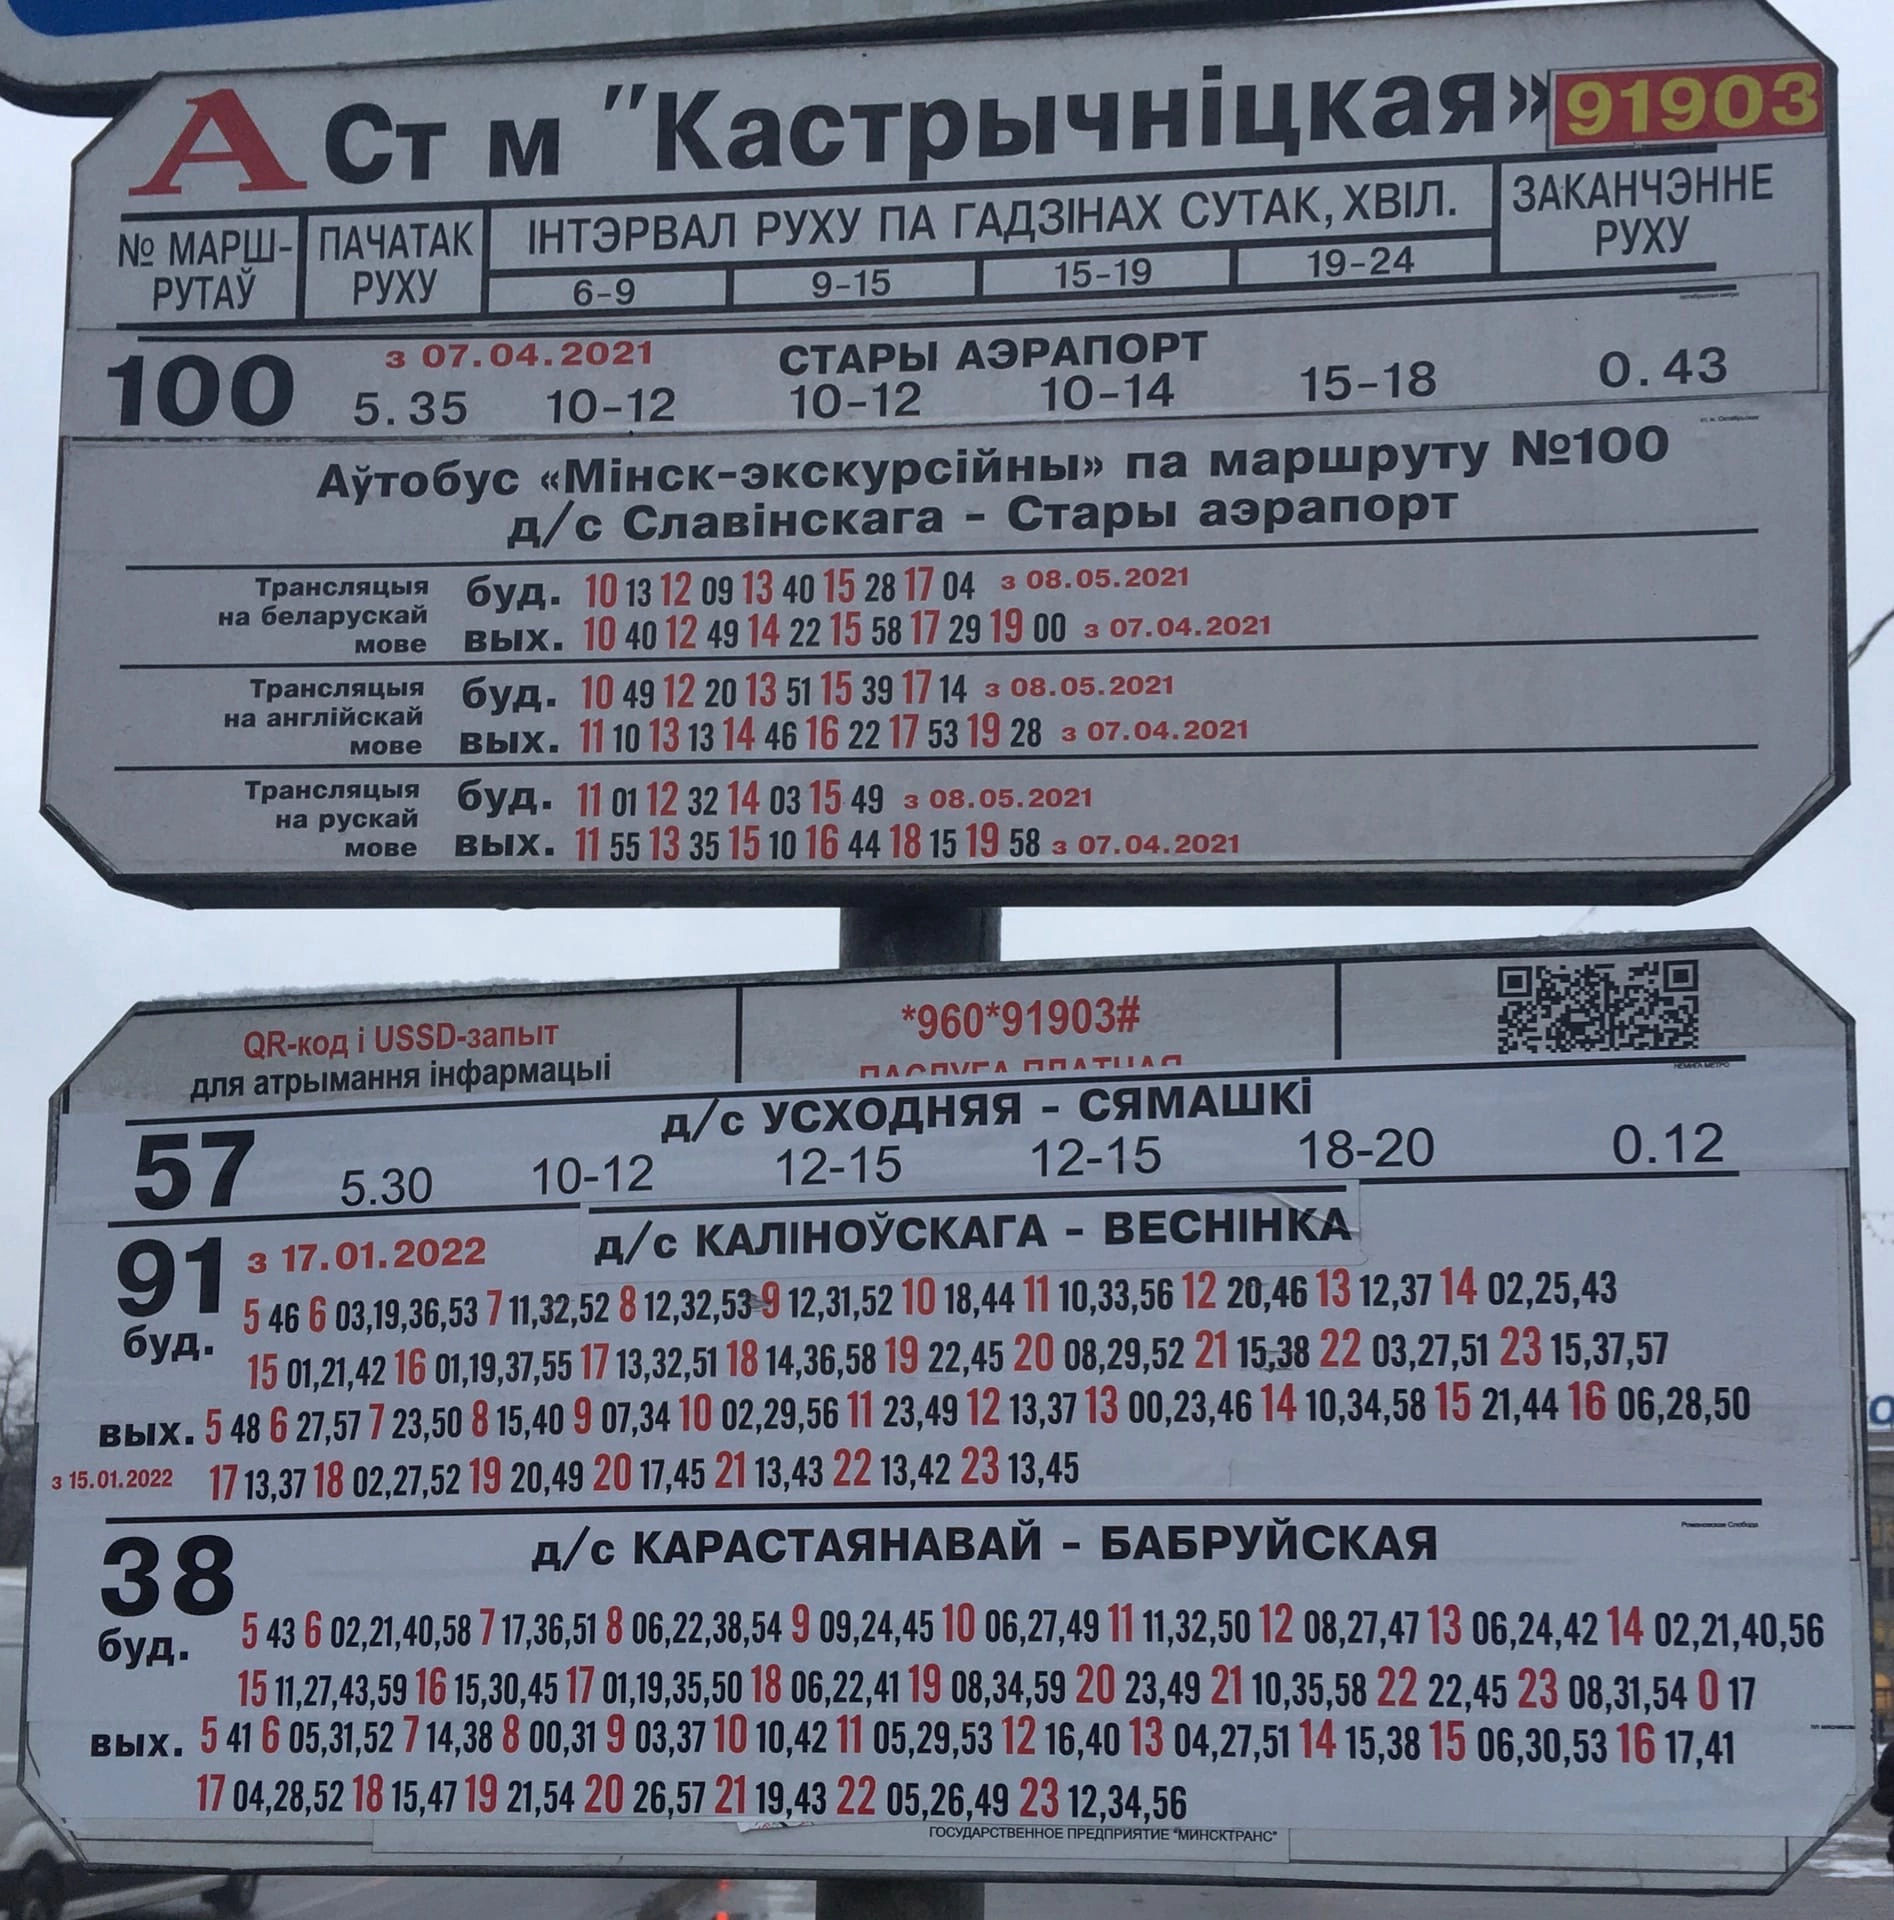 А Ст м "Кастрычніцкая» 91903
№ МАРШ-РУТАЎ ПАЧАТАК РУХУ ІНТЭРВАЛ РУХУ ПА ГАДЗІНАХ СУТАК, ХВІЛ. ЗАКАНЧЭННЕ РУХУ
6-9 9-15 15-19 19-24
з 07.04.2021 СТАРЫ АЭРАПОРТ
100 5.35 10-12 10-12 10-14 15-18 0.43
Аўтобус «Мінск-экскурсійны» па маршруту №100
д/с Славінскага - Стары аэрапорт
Трансляцыя на беларускай мове
буд. 10 13 12 09 13 40 15 28 17 04 з 08.05.2021
вых. 10 40 12 49 14 22 15 58 17 29 19 00 з 07.04.2021
Трансляцыя на англійскай мове
буд. 10 49 12 20 13 51 15 39 17 14 з 08.05.2021
вых. 11 10 13 13 14 46 16 22 17 53 19 28 з 07.04.2021
Трансляцыя на рускай мове
буд. 11 01 12 32 14 03 15 49 з 08.05.2021
вых. 11 55 13 35 15 10 16 44 18 15 19 58 з 07.04.2021
QR-код і USSD-запыт
для атрымання інфармацыі
*960*91903#
ПАСЛУГА ПЛАТНАЯ
НЕМИГА МЕТРО
д/с УСХОДНЯЯ - СЯМАШКІ
57 5.30 10-12 12-15 12-15 18-20 0.12
91 з 17.01.2022 д/с КАЛІНОЎСКАГА - ВЕСНІНКА
буд. 5 46 6 03,19,36,53 7 11,32,52 8 12,32,53 9 12,31,52 10 18,44 11 10,33,56 12 20,46 13 12,37 14 02,25,43
15 01,21,42 16 01,19,37,55 17 13,32,51 18 14,36,58 19 22,45 20 08,29,52 21 15,38 22 03,27,51 23 15,37,57
вых. 5 48 6 27,57 7 23,50 8 15,40 9 07,34 10 02,29,56 11 23,49 12 13,37 13 00,23,46 14 10,34,58 15 21,44 16 06,28,50
з 15.01.2022 17 13,37 18 02,27,52 19 20,49 20 17,45 21 13,43 22 13,42 23 13,45
Романовская Слобода
38 д/с КАРАСТАЯНАВАЙ - БАБРУЙСКАЯ
буд. 5 43 6 02,21,40,58 7 17,36,51 8 06,22,38,54 9 09,24,45 10 06,27,49 11 11,32,50 12 08,27,47 13 06,24,42 14 02,21,40,56
15 11,27,43,59 16 15,30,45 17 01,19,35,50 18 06,22,41 19 08,34,59 20 23,49 21 10,35,58 22 22,45 23 08,31,54 0 17
вых. 5 41 6 05,31,52 7 14,38 8 00,31 9 03,37 10 10,42 11 05,29,53 12 16,40 13 04,27,51 14 15,38 15 06,30,53 16 17,41
17 04,28,52 18 15,47 19 21,54 20 26,57 21 19,43 22 05,26,49 23 12,34,56
ГОСУДАРСТВЕННОЕ ПРЕДПРИЯТИЕ "МИНСКТРАНС"